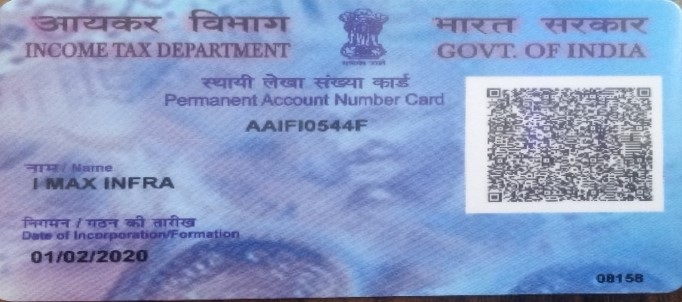 आयकर विभाग
INCOME TAX DEPARTMENT
भारत सरकार
GOVT. OF INDIA
स्थायी लेखा संख्या कार्ड
Permanent Account Number Card
AAIFI0544F
नाम / Name
I MAX INFRA
निगमन / गठन की तारीख
Date of Incorporation/Formation
01/02/2020
08158